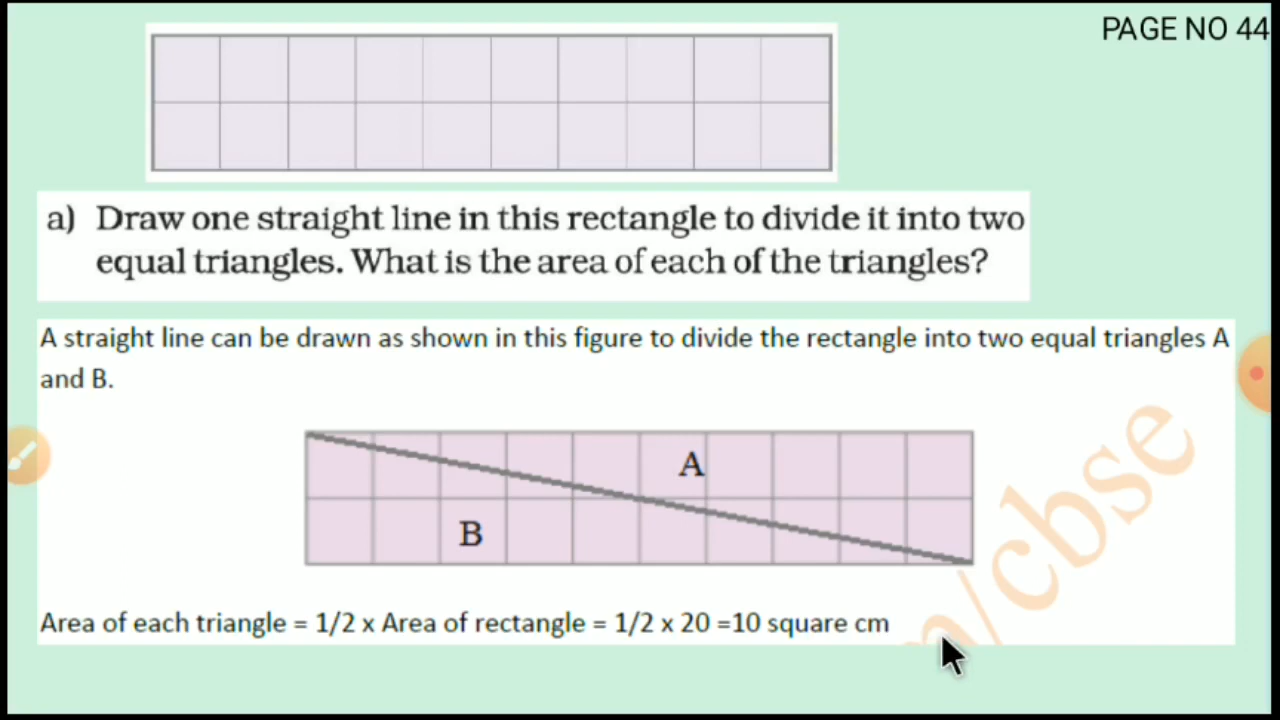 PAGE NO 44
a) Draw one straight line in this rectangle to divide it into two
equal triangles. What is the area of each of the triangles?
A straight line can be drawn as shown in this figure to divide the rectangle into two equal triangles A
and B.
A
B
/cbse
Area of each triangle = 1/2 x Area of rectangle = 1/2 x 20 =10 square cm